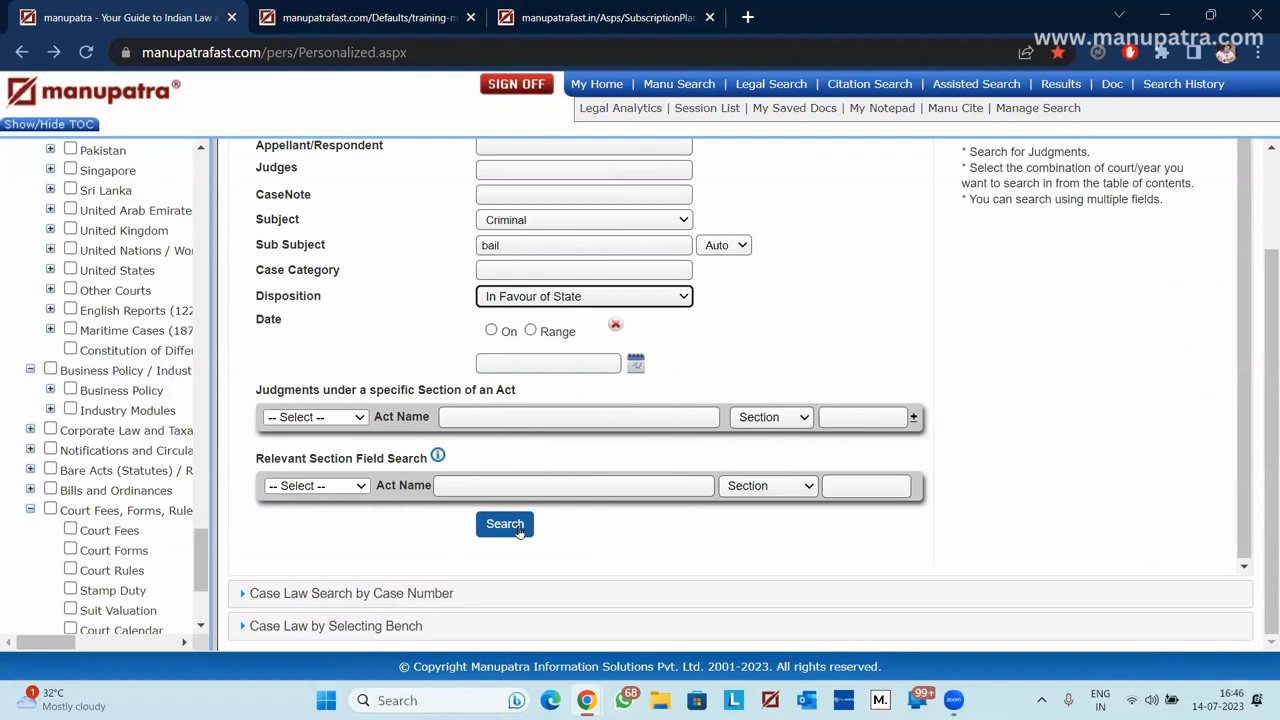 manupatra - Your Guide to Indian Law a
manupatrafast.com/Defaults/training-m
manupatrafast.in/Asps/SubscriptionPlan
www.manupatra.com
manupatrafast.com/pers/Personalized.aspx
manupatra®
SIGN OFF
My Home
Manu Search
Legal Search
Citation Search
Assisted Search
Results
Doc
Search History
Legal Analytics
Session List
My Saved Docs
My Notepad
Manu Cite
Manage Search
Show/Hide TOC
Pakistan
Singapore
Sri Lanka
United Arab Emirate
United Kingdom
United Nations / Wor
United States
Other Courts
English Reports (122
Maritime Cases (187
Constitution of Differ
Business Policy / Indust
Business Policy
Industry Modules
Corporate Law and Taxa
Notifications and Circula
Bare Acts (Statutes) / R
Bills and Ordinances
Court Fees, Forms, Rule
Court Fees
Court Forms
Court Rules
Stamp Duty
Suit Valuation
Court Calendar
Appellant/Respondent
Judges
CaseNote
Subject
Criminal
Sub Subject
bail
Auto
Case Category
Disposition
In Favour of State
Date
On
Range
Judgments under a specific Section of an Act
-- Select --
Act Name
Section
±
Relevant Section Field Search
-- Select --
Act Name
Section
Search
Case Law Search by Case Number
Case Law by Selecting Bench
* Search for Judgments.
* Select the combination of court/year you
want to search in from the table of contents.
* You can search using multiple fields.
© Copyright Manupatra Information Solutions Pvt. Ltd. 2001-2023. All rights reserved.
1
32°C
Mostly cloudy
Search
68
L
M.
99+
ENG
IN
16:46
14-07-2023